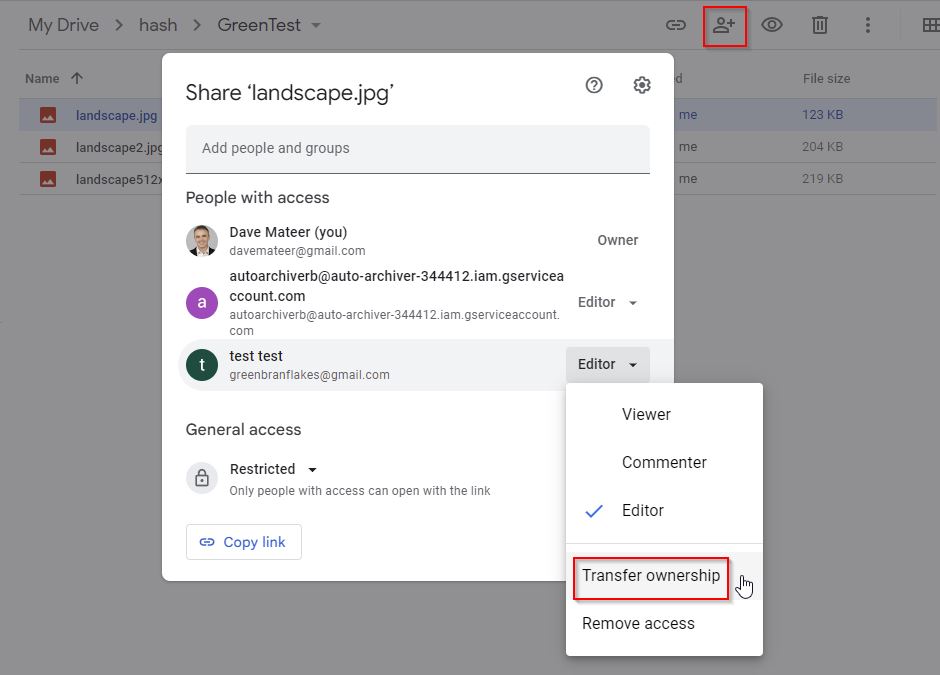 My Drive > hash > GreenTest
Name
d
File size
landscape.jpg
me
123 KB
landscape2.jpg
me
204 KB
landscape512x
me
219 KB
Share ‘landscape.jpg’
Add people and groups
People with access
Dave Mateer (you)
davemateer@gmail.com
Owner
autoarchiverb@auto-archiver-344412.iam.gserviceа
ccount.com
autoarchiverb@auto-archiver-344412.iam.gserviceaccount.
com
a
Editor
test test
greenbranflakes@gmail.com
t
Editor
General access
Restricted
Only people with access can open with the link
Copy link
Viewer
Commenter
Editor
Transfer ownership
Remove access